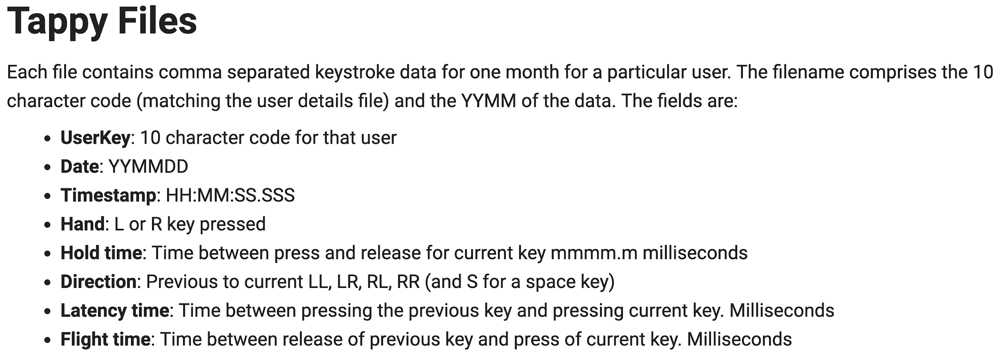 Tappy Files
Each file contains comma separated keystroke data for one month for a particular user. The filename comprises the 10
character code (matching the user details file) and the YYMM of the data. The fields are:
• UserKey: 10 character code for that user
• Date: YYMMDD
• Timestamp: HH:MM:SS.SSS
• Hand: L or R key pressed
• Hold time: Time between press and release for current key mmmm.m milliseconds
• Direction: Previous to current LL, LR, RL, RR (and S for a space key)
• Latency time: Time between pressing the previous key and pressing current key. Milliseconds
• Flight time: Time between release of previous key and press of current key. Milliseconds